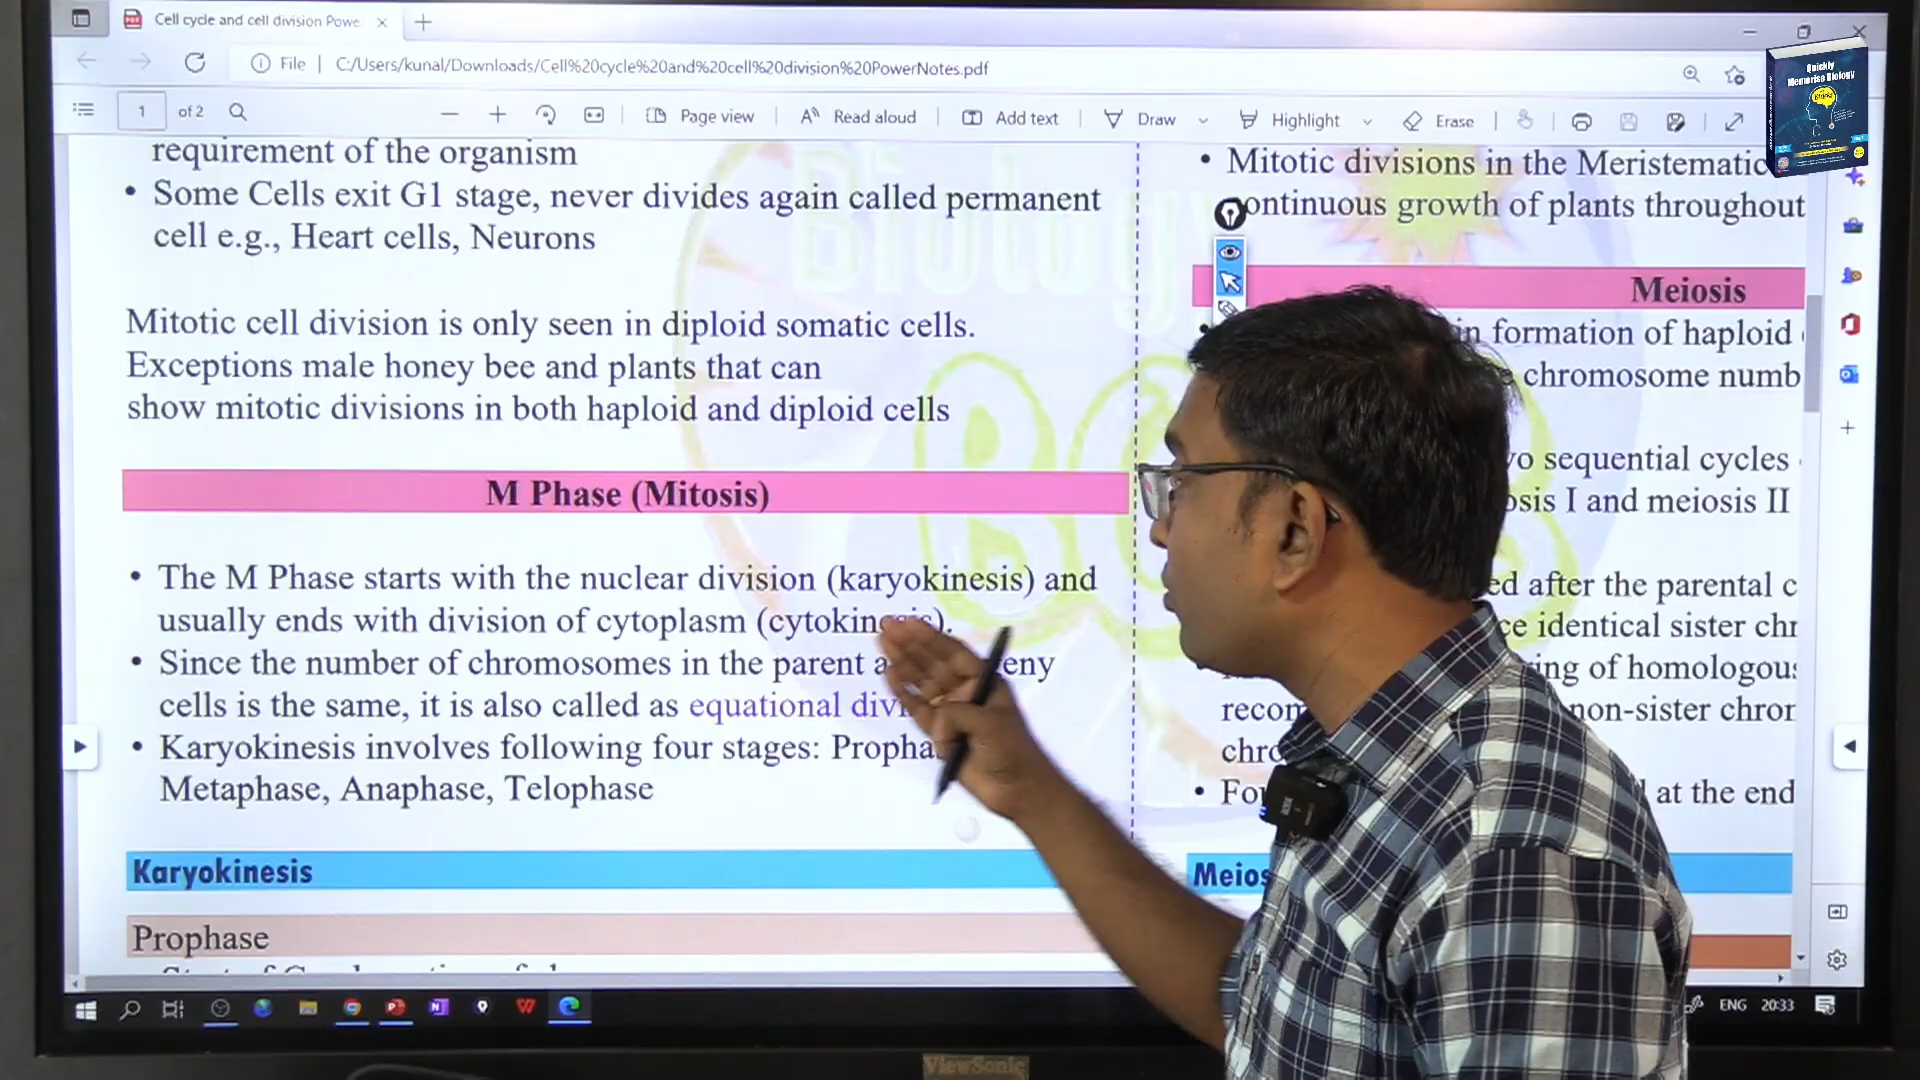 Cell cycle and cell division Powe
File
C:/Users/kunal/Downloads/Cell%20cycle%20and%20cell%20division%20PowerNotes.pdf
1 of 2
Page view
Read aloud
Add text
Draw
Highlight
Erase
Quickly
Memorise Biology
requirement of the organism
• Some Cells exit G1 stage, never divides again called permanent
cell e.g., Heart cells, Neurons
Mitotic cell division is only seen in diploid somatic cells.
Exceptions male honey bee and plants that can
show mitotic divisions in both haploid and diploid cells
M Phase (Mitosis)
• The M Phase starts with the nuclear division (karyokinesis) and
usually ends with division of cytoplasm
• Since the number of chromosomes in the parent
cells is the same, it is also called as equational
• Karyokinesis involves following four stages:
Metaphase, Anaphase, Telophase
Karyokinesis
Prophase
• Mitotic divisions in the Meristematic
growth of plants throughout
Meiosis
in formation of haploid
chromosome numb
sequential cycles
I and meiosis II
after the parental c
identical sister chr
of homologous
non-sister chror
at the end
Biology
ENG
20:33
ViewSonic